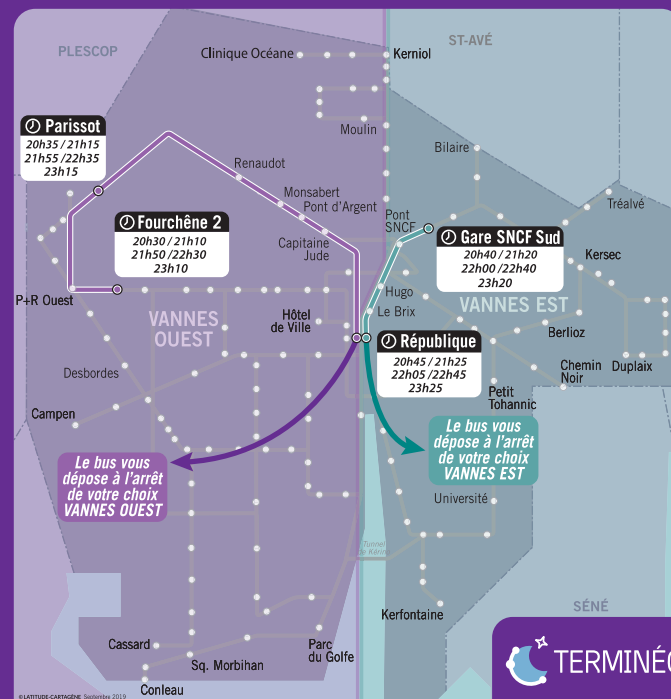 PLESCOP
ST-AVÉ
Clinique Océane
Kerniol
Parissot
20h35 / 21h15
21h55 /22h35
23h15
Moulin
Bilaire
Renaudot
Monsabert
Pont d'Argent
Tréalvé
Fourchêne 2
20h30 / 21h10
21h50 /22h30
23h10
Capitaine
Jude
Pont
SNCF
Gare SNCF Sud
20h40 / 21h20
22h00 /22h40
23h20
Kersec
P+R Ouest
Hugo
Le Brix
VANNES
OUEST
VANNES EST
Hôtel
de Ville
République
20h45 / 21h25
22h05 /22h45
23h25
Berlioz
Chemin
Noir
Duplaix
Desbordes
Petit
Tohannic
Campen
Le bus vous
dépose à l'arrêt
de votre choix
VANNES EST
Le bus vous
dépose à l'arrêt
de votre choix
VANNES OUEST
Université
Tunnel
Kerfontaine
SÉNÉ
Cassard
Sq. Morbihan
Parc
du Golfe
Conleau
TERMINÉ
©LATITUDE-CARTAGÈNE Septembre 2019